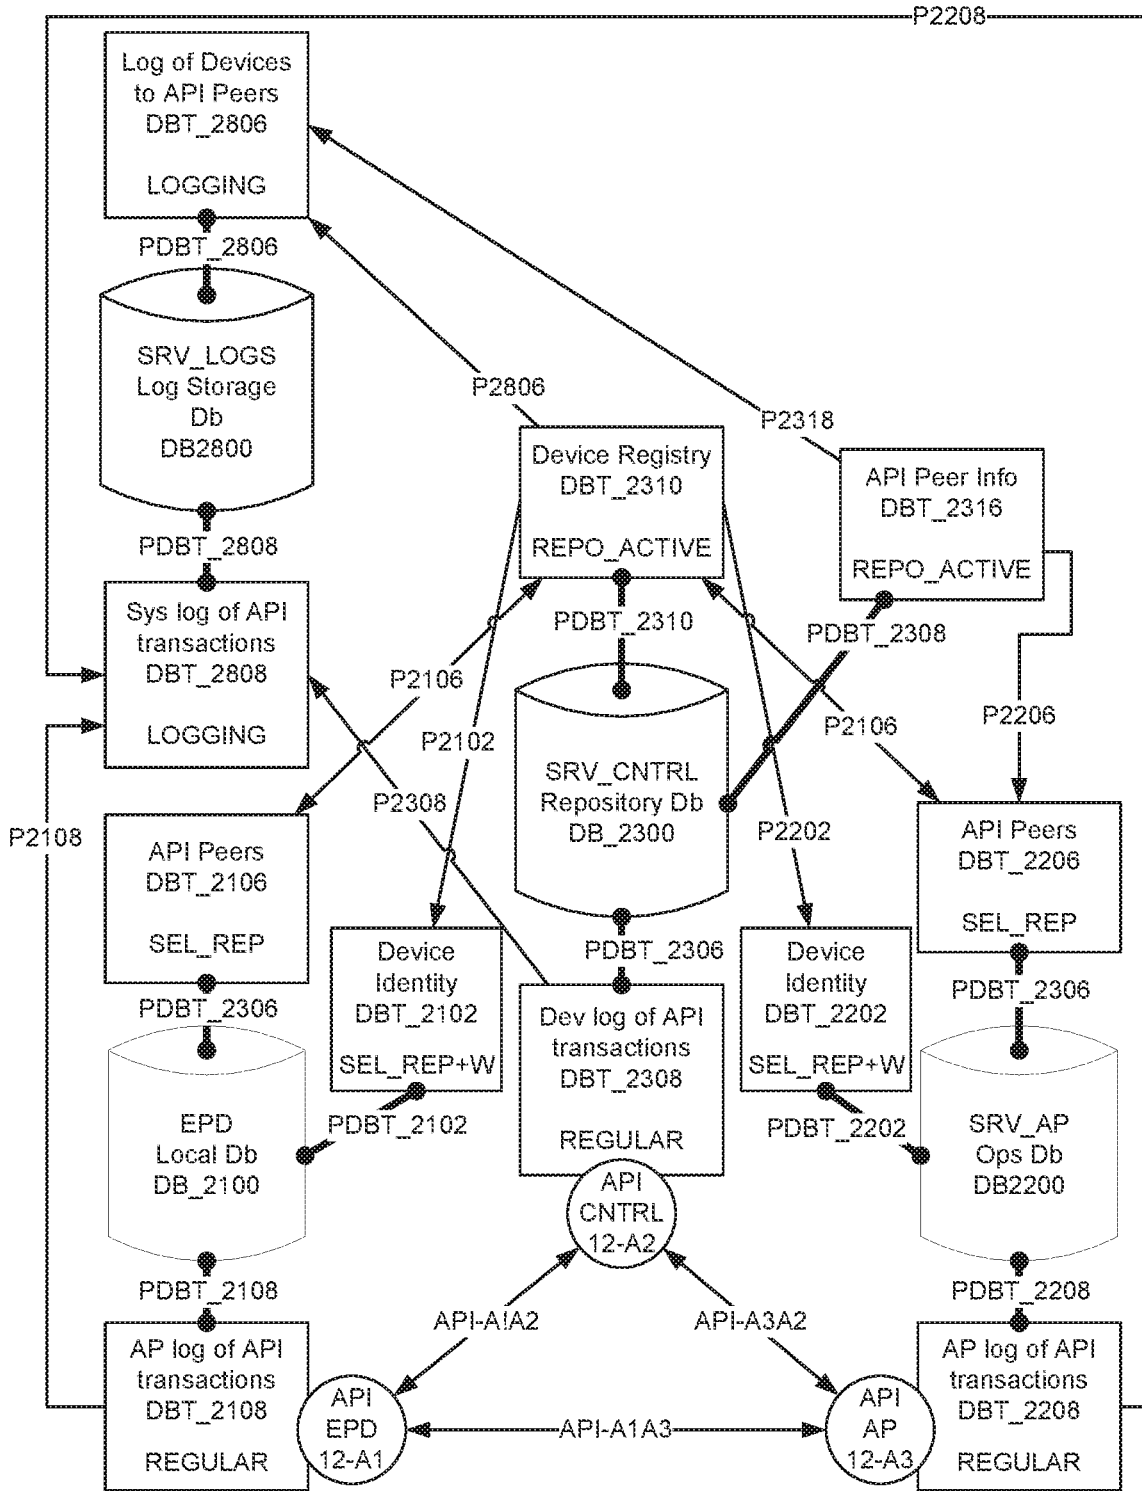 P2208
Log of Devices
to API Peers
DBT_2806
LOGGING
PDBT_2806
SRV_LOGS
Log Storage
Db
DB2800
P2806
P2318
Device Registry
DBT_2310
REPO_ACTIVE
API Peer Info
DBT_2316
REPO_ACTIVE
PDBT_2808
Sys log of API
transactions
DBT_2808
LOGGING
PDBT_2310
PDBT_2308
P2106
P2102
P2106
P2206
SRV_CNTRL
Repository Db
DB_2300
P2308
P2202
P2108
API Peers
DBT_2106
SEL_REP
API Peers
DBT_2206
SEL_REP
PDBT_2306
Device
Identity
DBT_2102
SEL_REP+W
PDBT_2306
Device
Identity
DBT_2202
SEL_REP+W
PDBT_2306
Dev log of API
transactions
DBT_2308
REGULAR
EPD
Local Db
DB_2100
PDBT_2102
PDBT_2202
SRV_AP
Ops Db
DB2200
API
CNTRL
12-A2
PDBT_2108
PDBT_2208
API-A!A2
API-A3A2
AP log of API
transactions
DBT_2108
REGULAR
API
EPD
12-A1
API-A1A3
API
AP
12-A3
AP log of API
transactions
DBT_2208
REGULAR